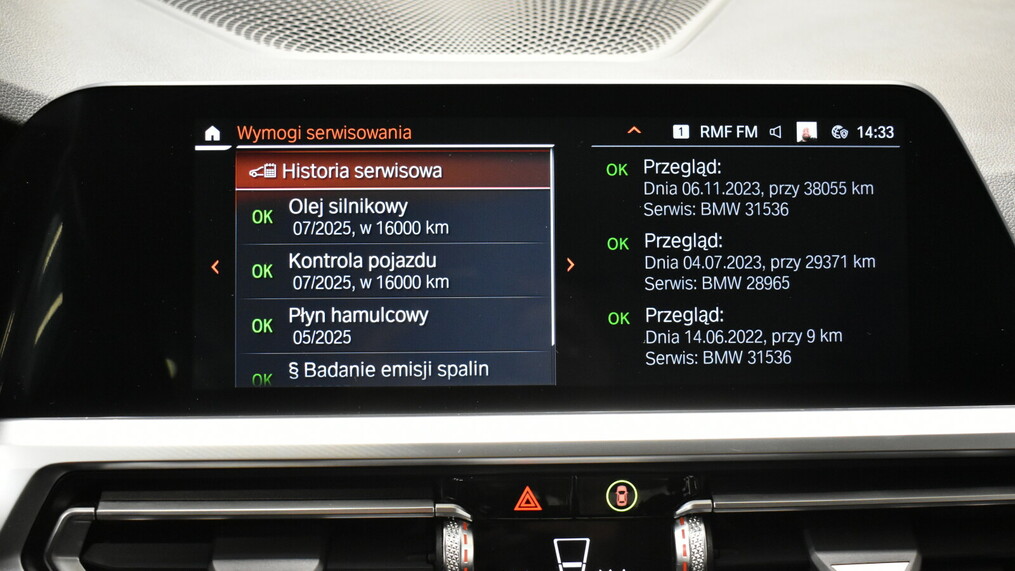 Wymogi serwisowania
1 RMF FM 14:33
Historia serwisowa
OK Olej silnikowy
07/2025, w 16000 km
OK Kontrola pojazdu
07/2025, w 16000 km
OK Płyn hamulcowy
05/2025
OK § Badanie emisji spalin
OK Przegląd:
Dnia 06.11.2023, przy 38055 km
Serwis: BMW 31536
OK Przegląd:
Dnia 04.07.2023, przy 29371 km
Serwis: BMW 28965
OK Przegląd:
Dnia 14.06.2022, przy 9 km
Serwis: BMW 31536